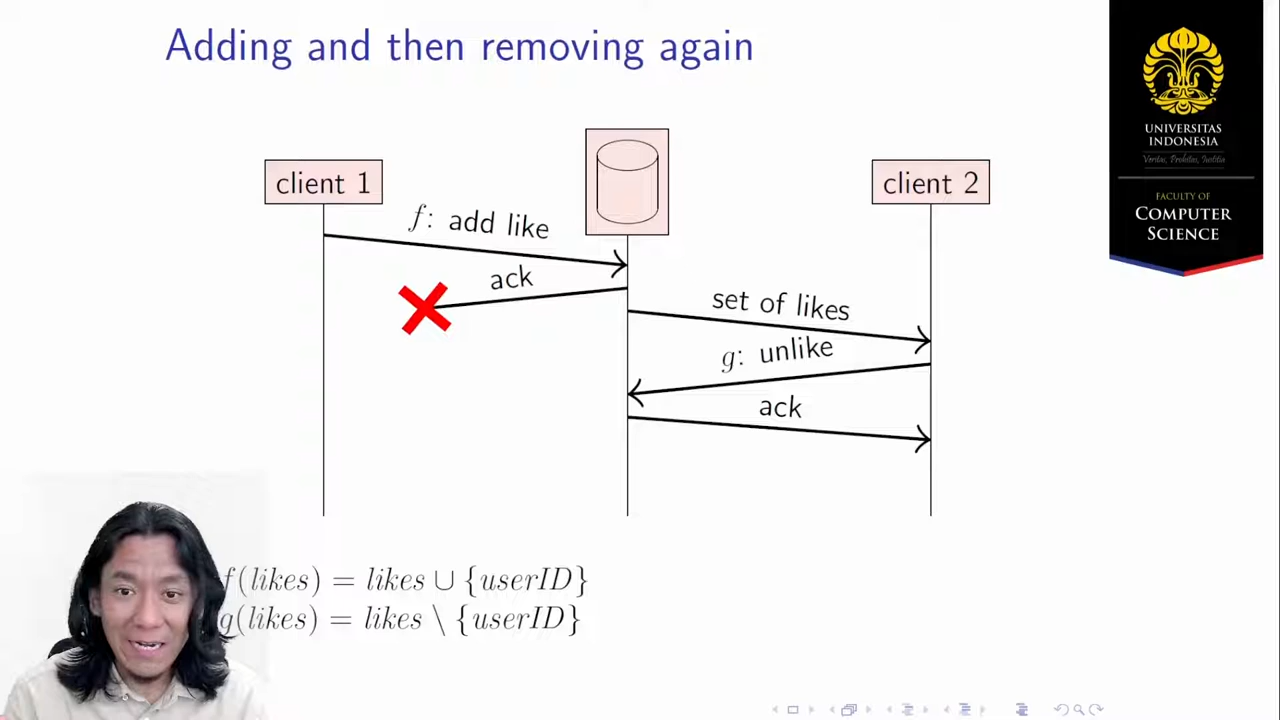 Adding and then removing again
UNIVERSITAS
INDONESIA
Veritas, Probitas, Iustitia
FACULTY OF
COMPUTER
SCIENCE
client 1
client 2
f: add like
ack
set of likes
g: unlike
ack
f(likes) = likes ∪ {userID}
g(likes) = likes \ {userID}